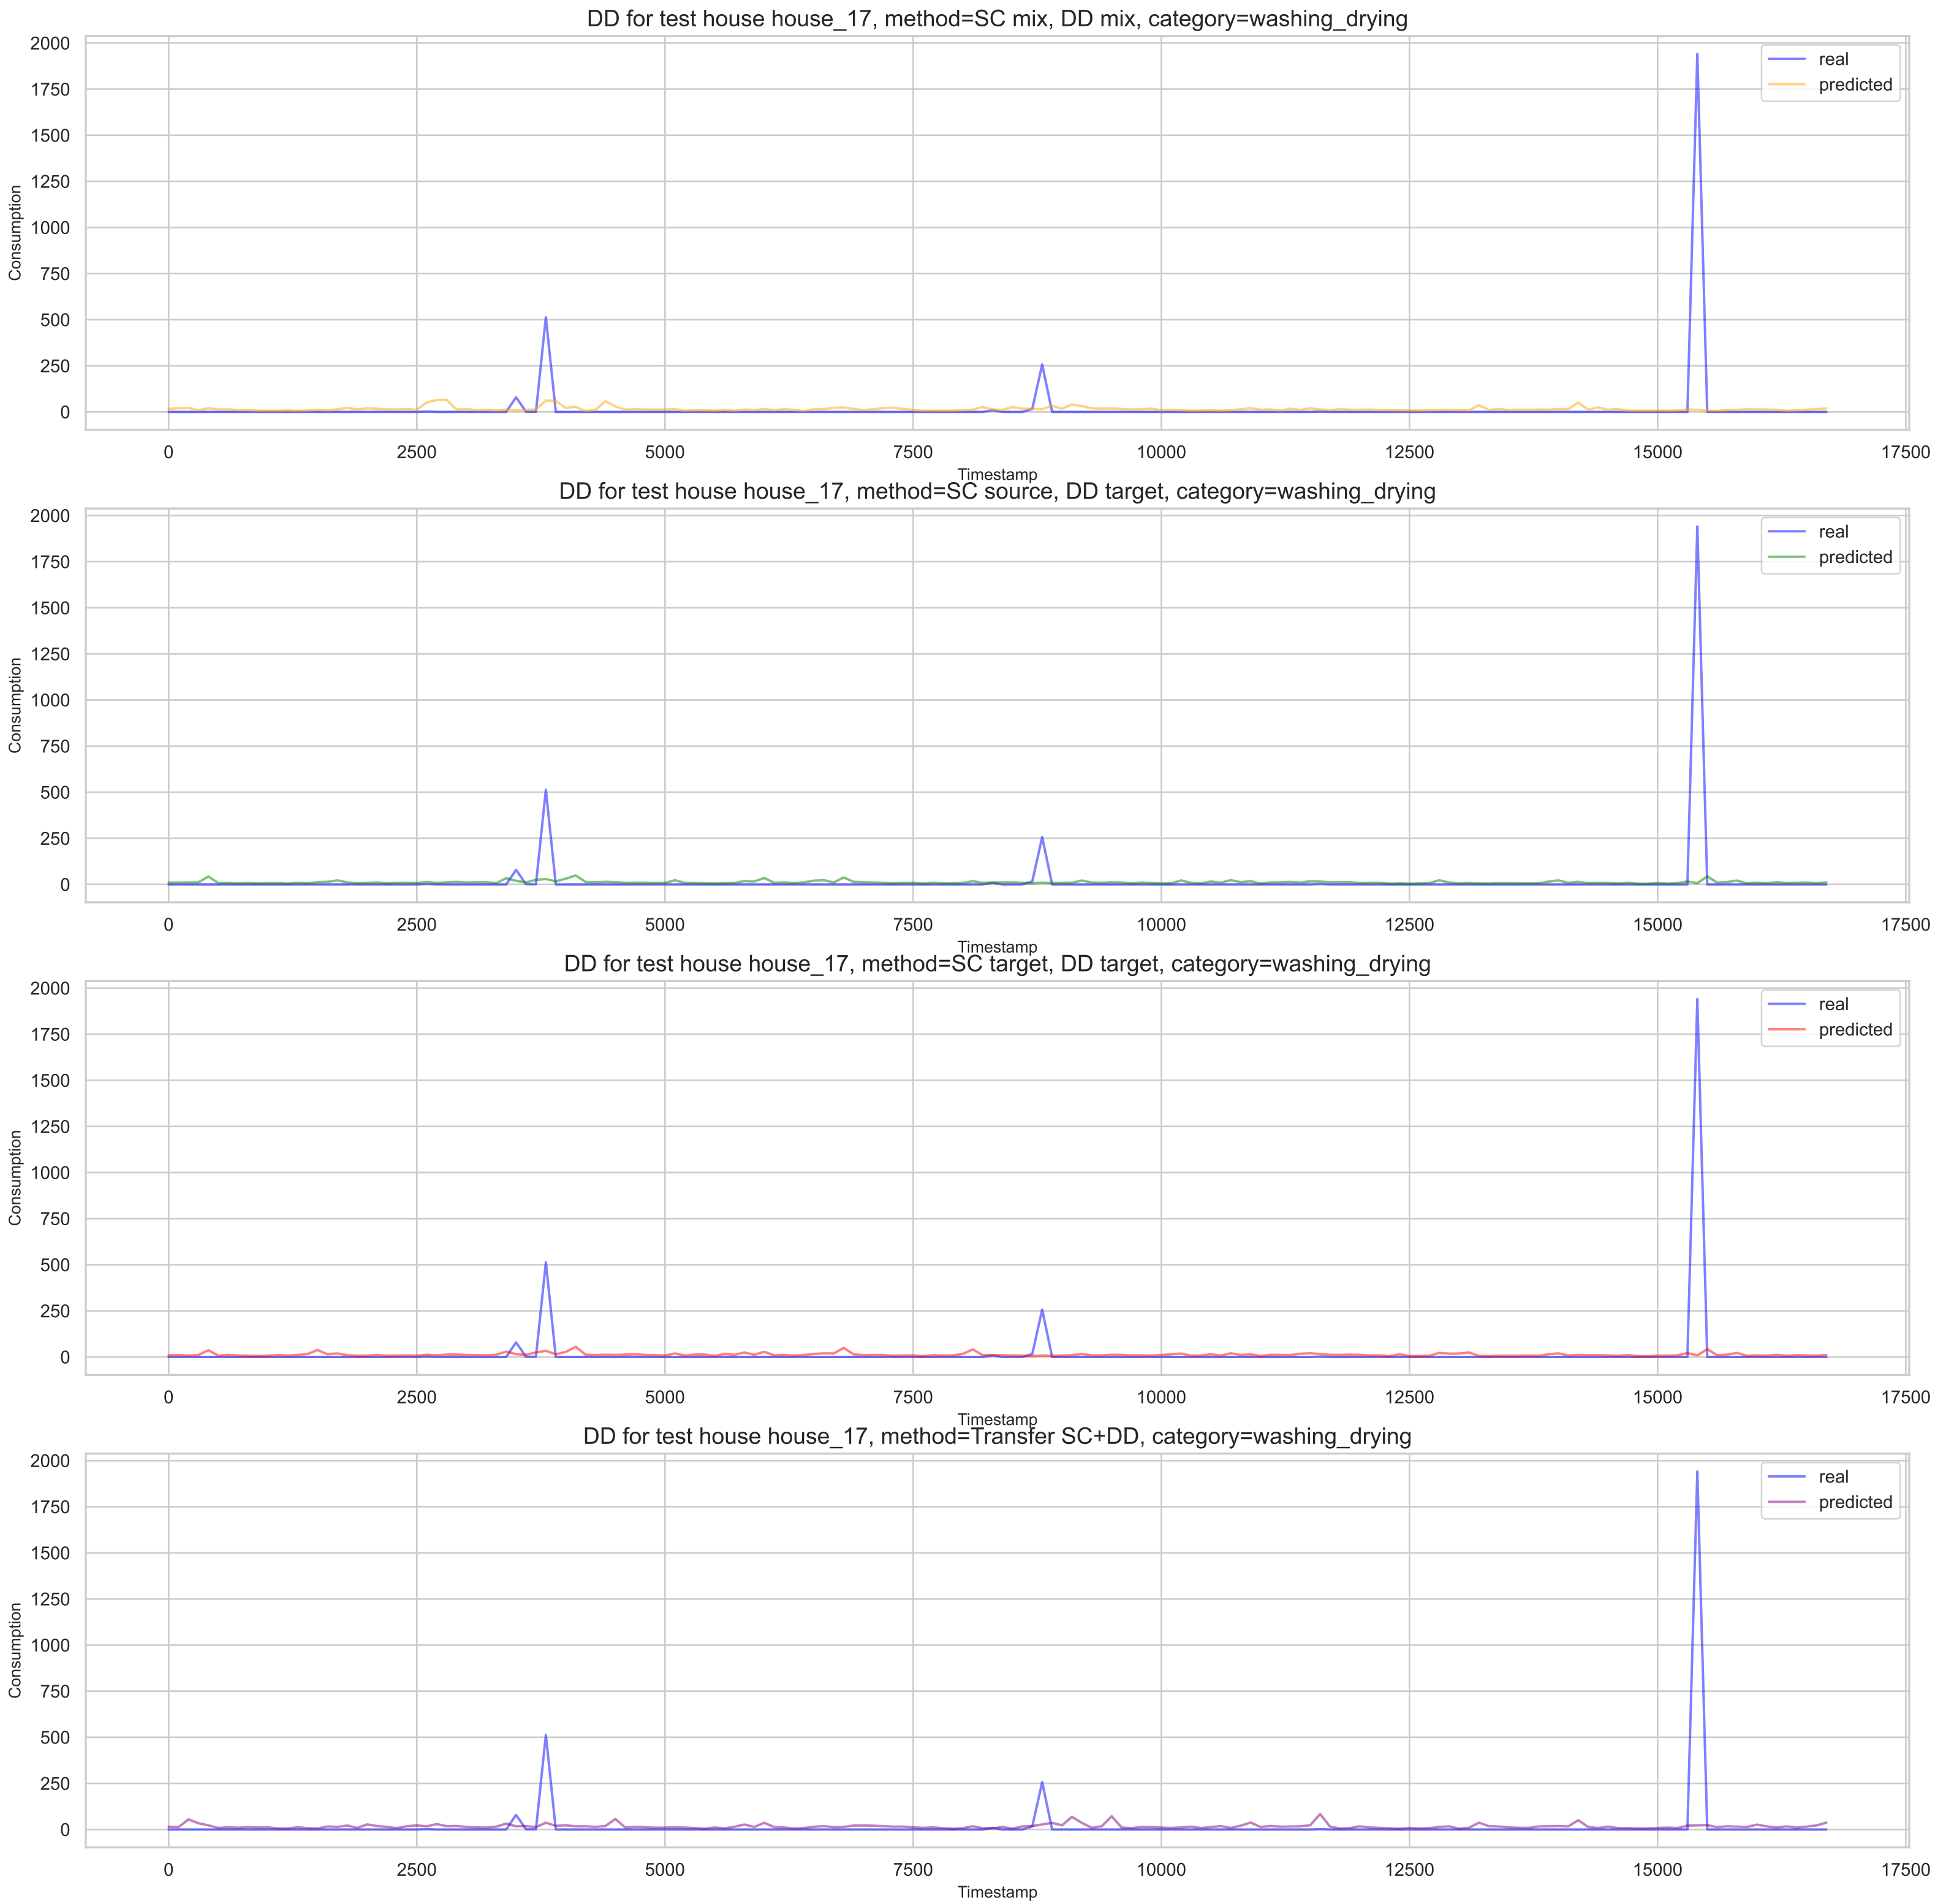 DD for test house house_17, method=SC mix, DD mix, category=washing_drying
2000
1750
1500
1250
1000
750
500
250
0
Consumption
real
predicted
0 2500 5000 7500 10000 12500 15000 17500
Timestamp
DD for test house house_17, method=SC source, DD target, category=washing_drying
2000
1750
1500
1250
1000
750
500
250
0
Consumption
real
predicted
0 2500 5000 7500 10000 12500 15000 17500
Timestamp
DD for test house house_17, method=SC target, DD target, category=washing_drying
2000
1750
1500
1250
1000
750
500
250
0
Consumption
real
predicted
0 2500 5000 7500 10000 12500 15000 17500
Timestamp
DD for test house house_17, method=Transfer SC+DD, category=washing_drying
2000
1750
1500
1250
1000
750
500
250
0
Consumption
real
predicted
0 2500 5000 7500 10000 12500 15000 17500
Timestamp